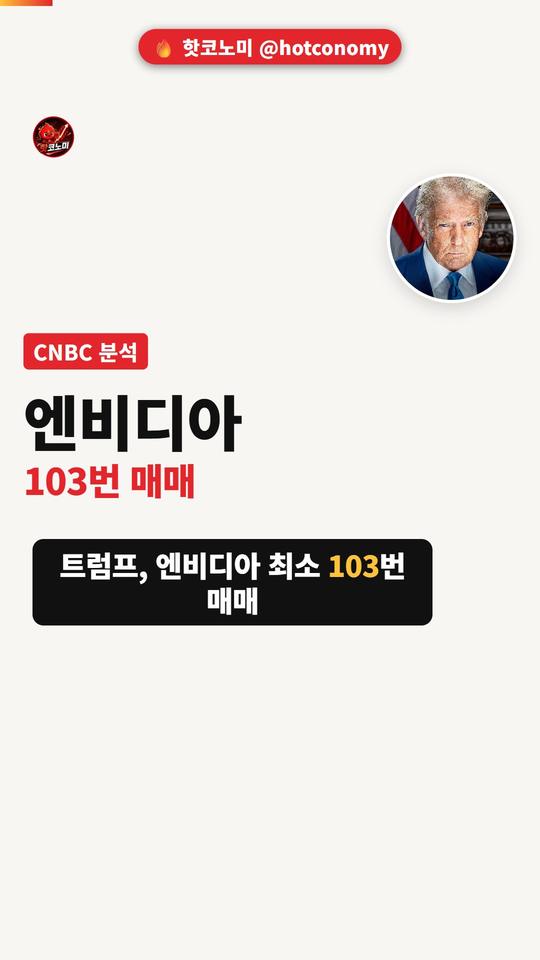 핫코노미 @hotconomy
핫코노미
CNBC 분석
엔비디아
103번 매매
트럼프, 엔비디아 최소 103번
매매